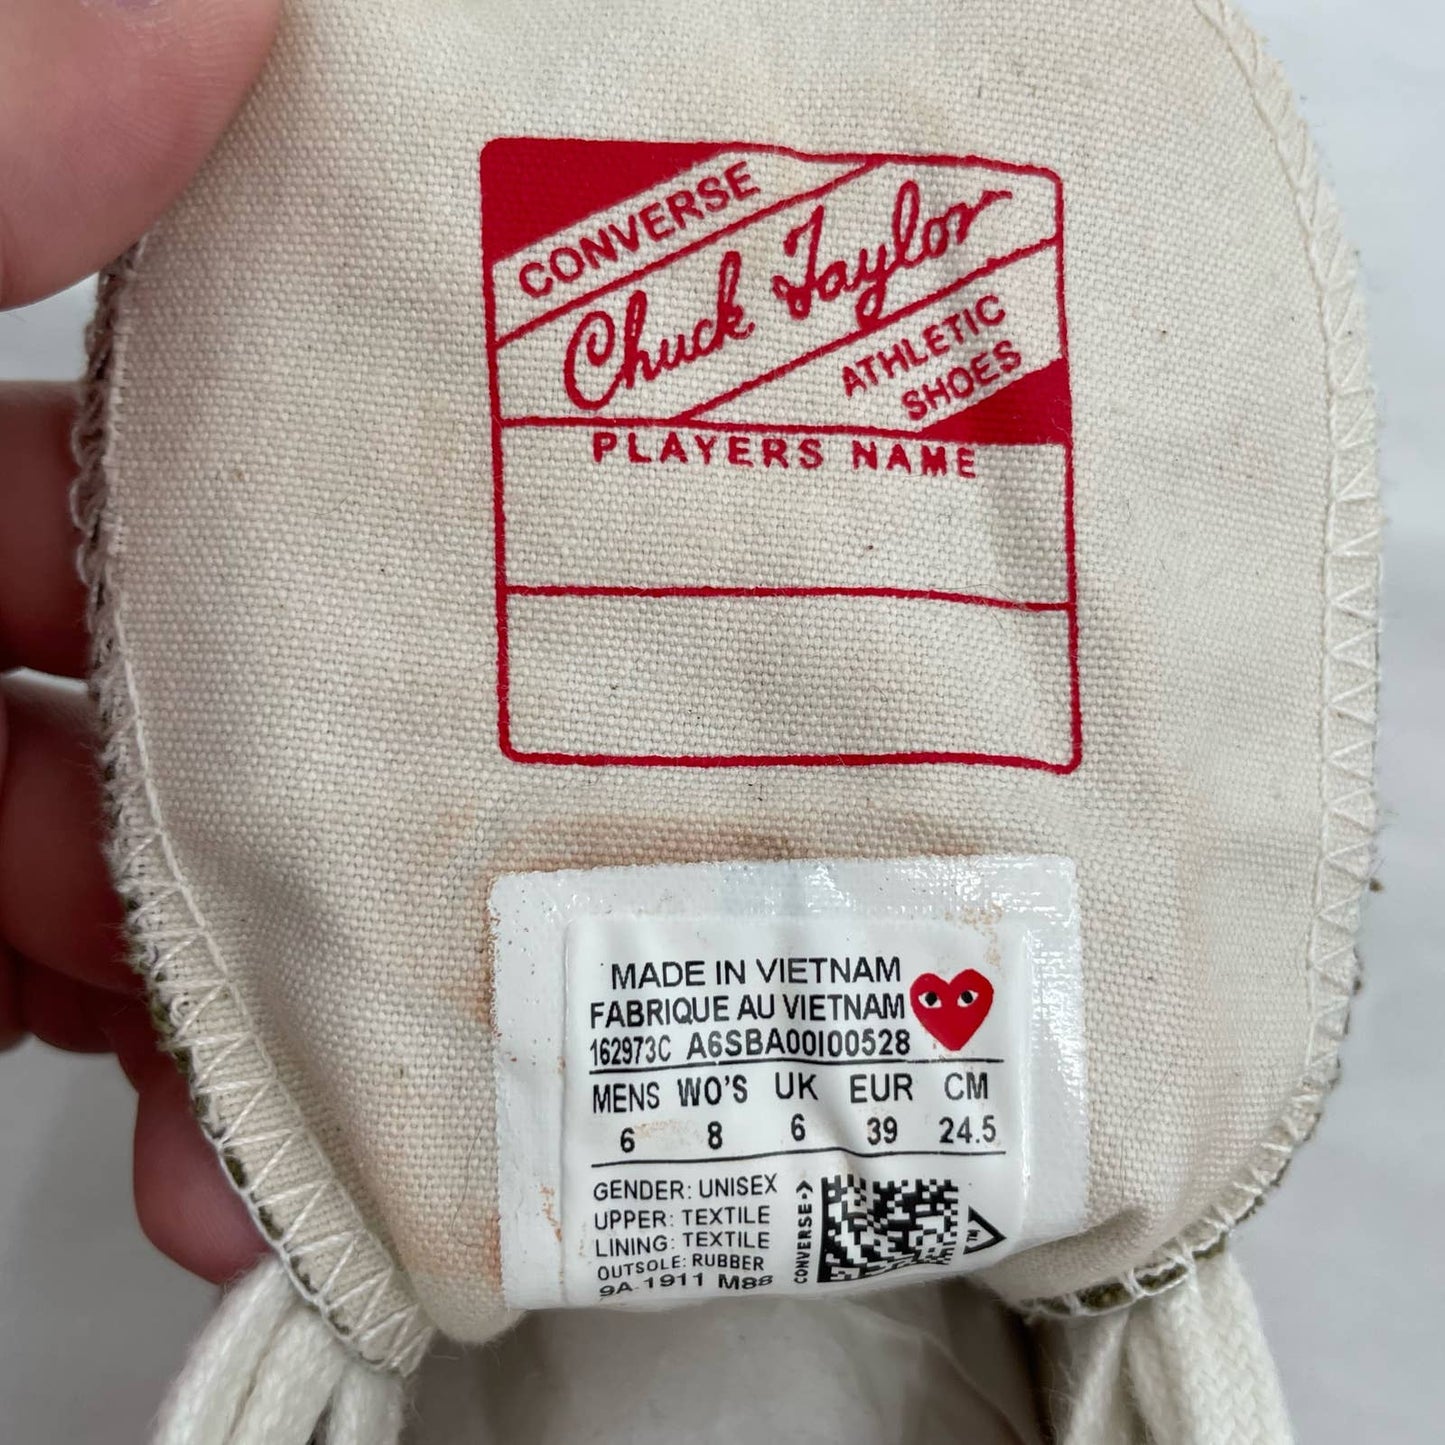 CONVERSE
Chuck Taylor
ATHLETIC
SHOES
PLAYERS NAME
MADE IN VIETNAM
FABRIQUE AU VIETNAM
162973C A6SBA00I00528
MENS WO'S UK EUR CM
6 8 6 39 24.5
GENDER: UNISEX
UPPER: TEXTILE
LINING: TEXTILE
OUTSOLE: RUBBER
9A 1911 M88
CONVERSE
TM